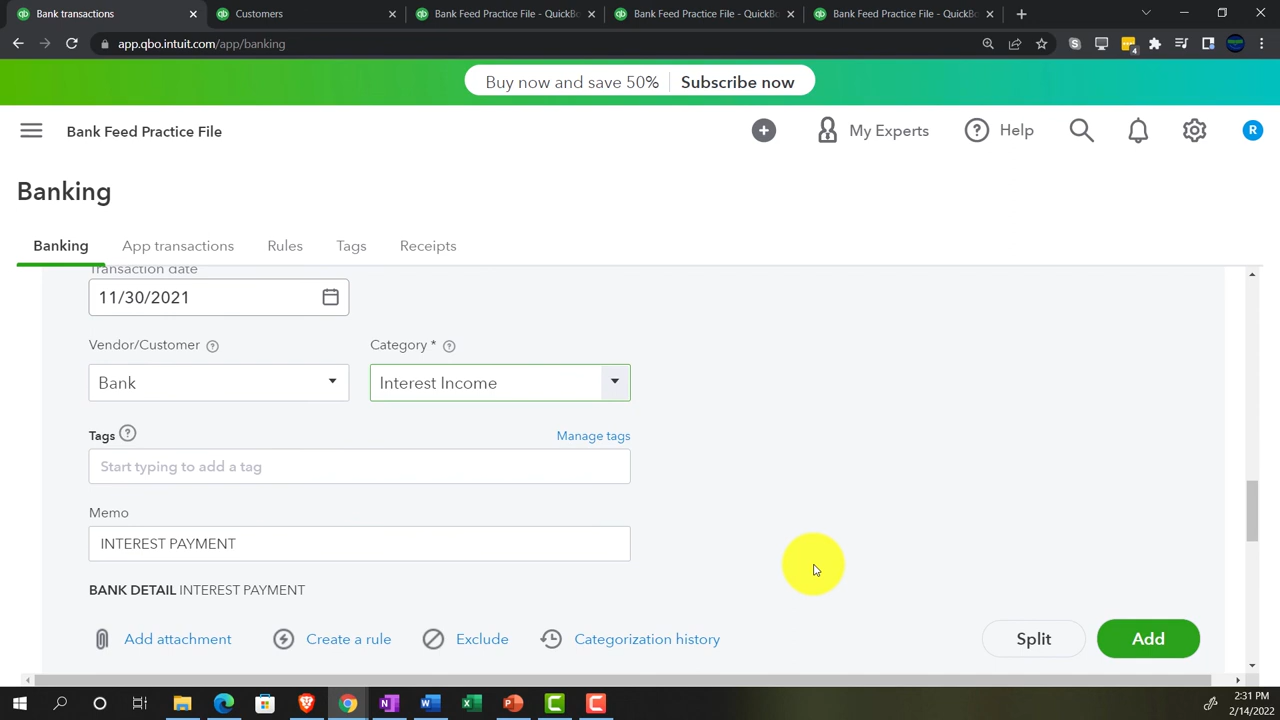 Bank transactions
Customers
Bank Feed Practice File - QuickBo
Bank Feed Practice File - QuickBo
Bank Feed Practice File - QuickBo
app.qbo.intuit.com/app/banking
4
Buy now and save 50% Subscribe now
Bank Feed Practice File
My Experts
Help
R
Banking
Banking
App transactions
Rules
Tags
Receipts
Transaction date
11/30/2021
Vendor/Customer
Category *
Bank
Interest Income
Tags
Manage tags
Start typing to add a tag
Memo
INTEREST PAYMENT
BANK DETAIL INTEREST PAYMENT
Add attachment
Create a rule
Exclude
Categorization history
Split
Add
2:31 PM
2/14/2022